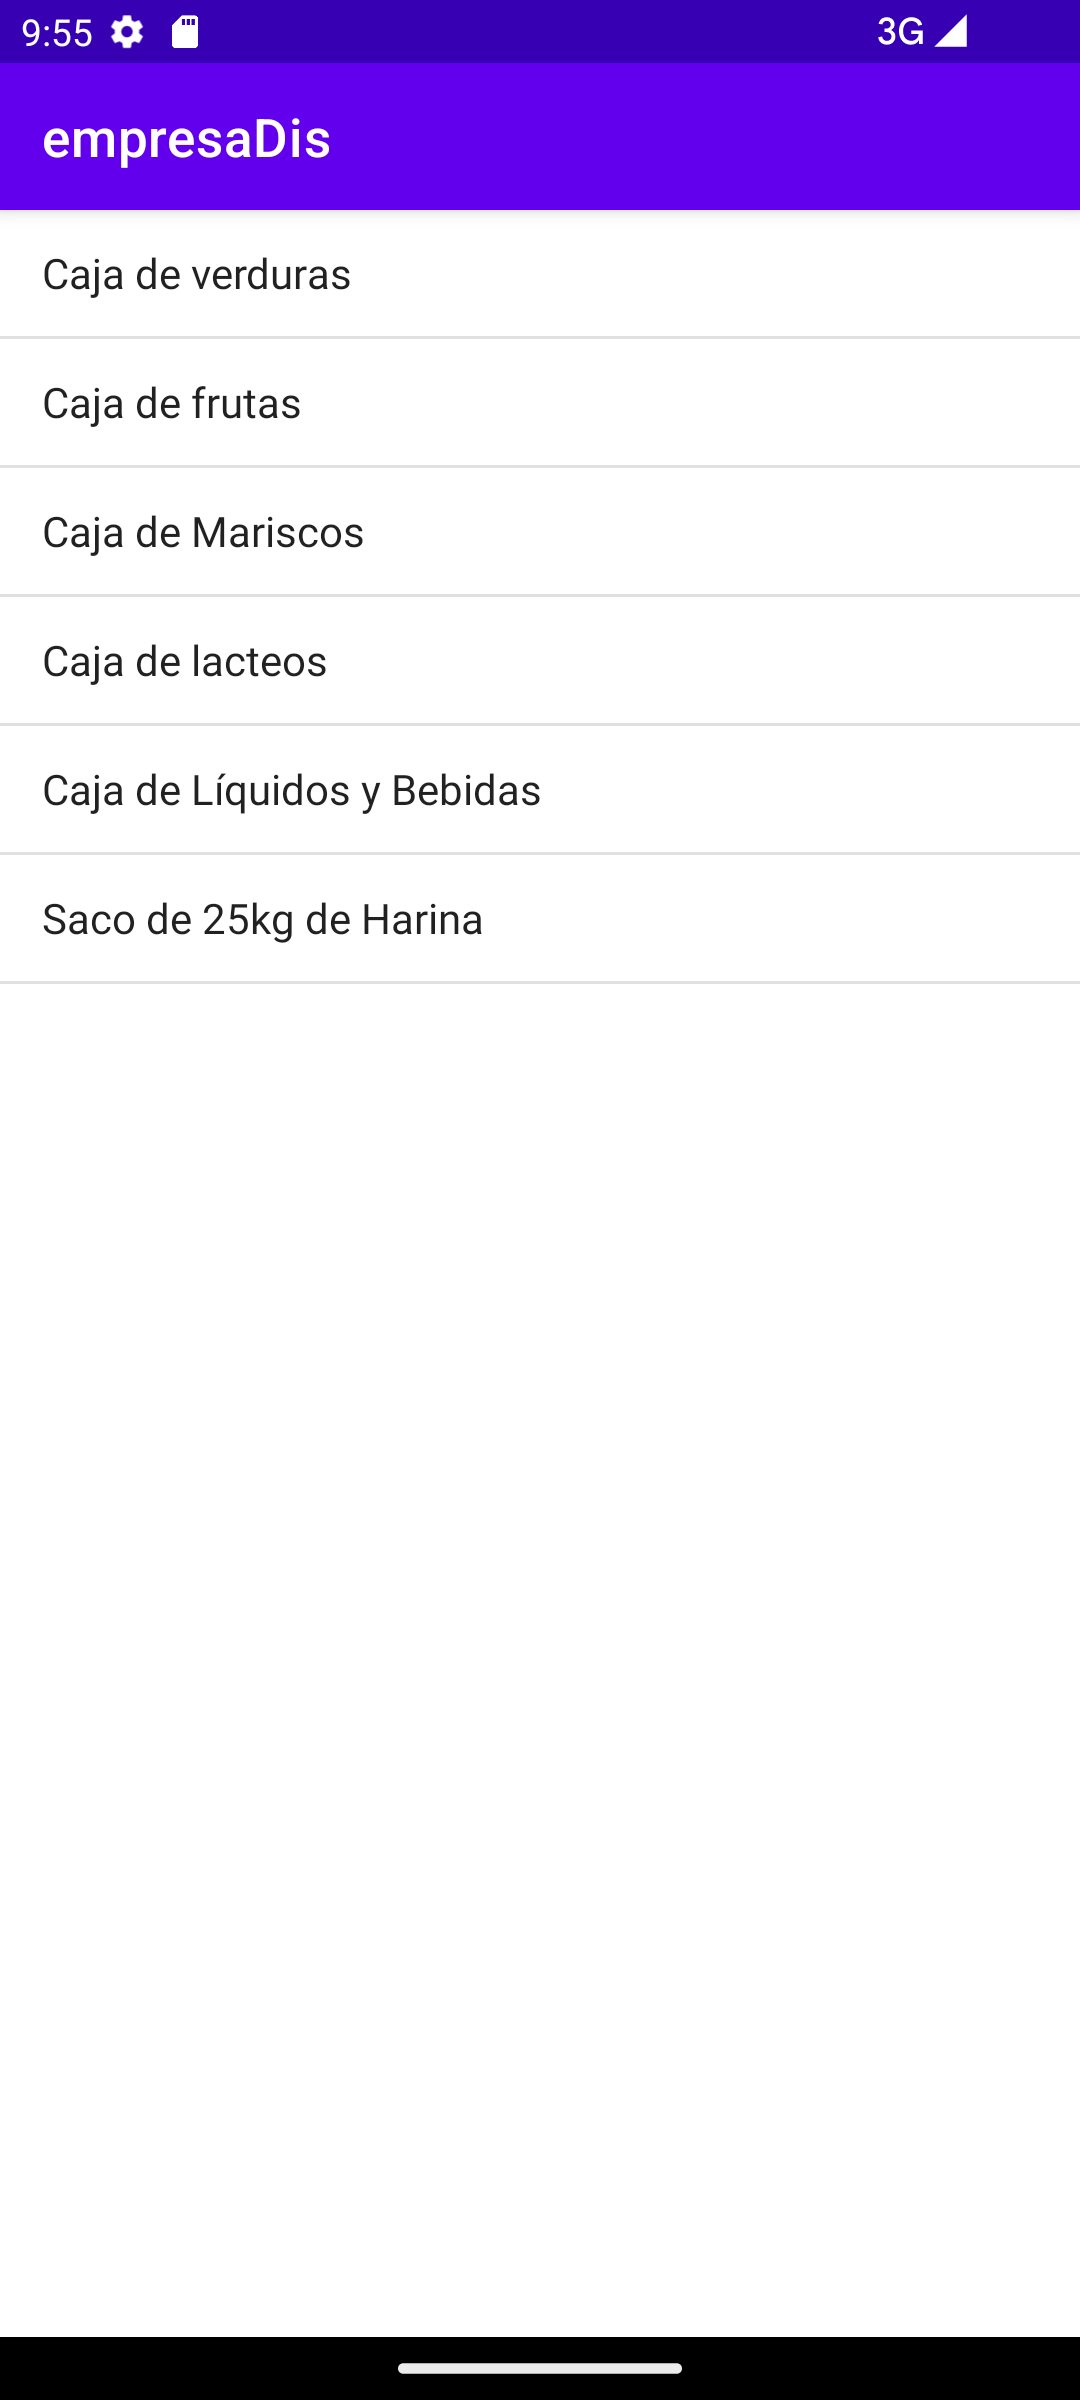 9:55 3G
empresaDis
Caja de verduras
Caja de frutas
Caja de Mariscos
Caja de lacteos
Caja de Líquidos y Bebidas
Saco de 25kg de Harina